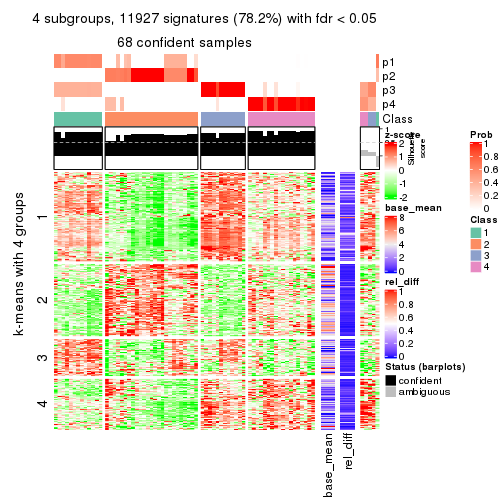 4 subgroups, 11927 signatures (78.2%) with fdr < 0.05
68 confident samples
p1
p2
p3
p4
Class
1
0
Silhouette
score
k-means with 4 groups
1
2
3
4
base_mean
rel_diff
z-score
2
1
0
-1
-2
base_mean
8
6
4
2
0
rel_diff
1
0.8
0.6
0.4
0.2
0
Status (barplots)
confident
ambiguous
Prob
1
0.8
0.6
0.4
0.2
0
Class
1
2
3
4